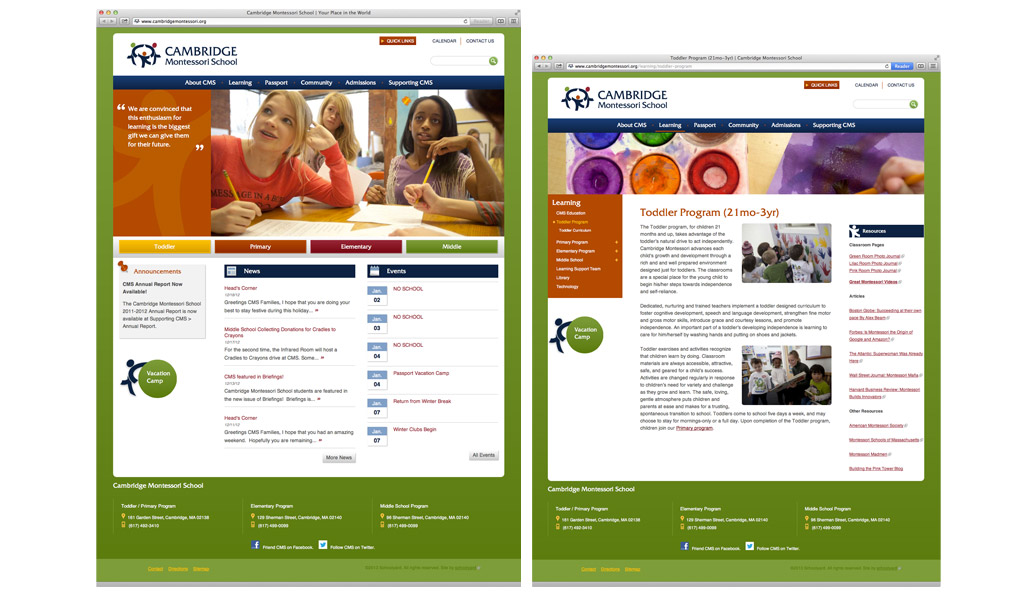 Cambridge Montessori School | Your Place in the World
www.cambridgemontessori.org
Reader
QUICK LINKS
CALENDAR
CONTACT US
CAMBRIDGE
Montessori School
About CMS
Learning
Passport
Community
Admissions
Supporting CMS
“ We are convinced that
this enthusiasm for
learning is the biggest
gift we can give them
for their future. ”
MESSAGE IN A BOT
Toddler
Primary
Elementary
Middle
Announcements
CMS Annual Report Now
Available!
The Cambridge Montessori School
2011-2012 Annual Report is now
available at Supporting CMS >
Annual Report.
Vacation
Camp
News
Head's Corner
12/19/12
Greetings CMS Families, I hope that you are doing your
best to stay festive during the holiday... »
Middle School Collecting Donations for Cradles to
Crayons
For the second time, the Infrared Room will host a
Cradles to Crayons drive at CMS. Some... »
CMS featured in Briefings!
Cambridge Montessori School students are featured in
the new issue of Briefings! Briefings is... »
Head's Corner
Greetings CMS Families, I hope that you had an amazing
weekend. Hopefully you are remaining... »
More News
Events
Jan. 02 NO SCHOOL
Jan. 03 NO SCHOOL
Jan. 04 NO SCHOOL
Jan. 04 Passport Vacation Camp
Jan. 07 Return from Winter Break
Jan. 07 Winter Clubs Begin
All Events
Cambridge Montessori School
Toddler / Primary Program
161 Garden Street, Cambridge, MA 02138
(617) 492-3410
Elementary Program
129 Sherman Street, Cambridge, MA 02140
(617) 499-0099
Middle School Program
96 Sherman Street, Cambridge, MA 02140
(617) 499-0099
Friend CMS on Facebook.
Follow CMS on Twitter.
Contact
Directions
Sitemap
Toddler Program (21mo-3yr) | Cambridge Montessori School
www.cambridgemontessori.org/learning/toddler-program
Reader
QUICK LINKS
CALENDAR
CONTACT US
CAMBRIDGE
Montessori School
About CMS
Learning
Passport
Community
Admissions
Supporting CMS
Learning
CMS Education
Toddler Program
Toddler Curriculum
Primary Program +
Elementary Program +
Middle School +
Learning Support Team
Library
Technology
Vacation
Camp
Toddler Program (21mo-3yr)
The Toddler program, for children 21
months and up, takes advantage of the
toddler's natural drive to act independently.
Cambridge Montessori advances each
child's growth and development through a
rich and and well prepared environment
designed just for toddlers. The classrooms
are a special place for the young child to
begin his/her steps towards independence
and self-reliance.
Dedicated, nurturing and trained teachers implement a toddler designed curriculum to
foster cognitive development, speech and language development, strengthen fine motor
and gross motor skills, introduce grace and courtesy lessons, and promote
independence. An important part of a toddler's developing independence is learning to
care for him/herself by washing hands and putting on shoes and jackets.
Toddler exercises and activities recognize
that children learn by doing. Classroom
materials are always accessible, attractive,
safe, and geared for a child's success.
Activities are changed regularly in response
to children's need for variety and challenge
as they grow and learn. The safe, loving,
gentle atmosphere puts children and
parents at ease and makes for a trusting,
spontaneous transition to school. Toddlers come to school five days a week, and may
choose to stay for mornings-only or a full day. Upon completion of the Toddler program,
children join our Primary program.
Resources
Classroom Pages
Green Room Photo Journal
Lilac Room Photo Journal
Pink Room Photo Journal
Great Montessori Videos
Articles
Boston Globe: Succeeding at their own
pace By Alex Beam
Forbes: Is Montessori the Origin of
Google and Amazon?
The Atlantic: Superwoman Was Already
Here
Wall Street Journal: Montessori Mafia
Harvard Business Review: Montessori
Builds Innovators
Other Resources
American Montessori Society
Montessori Schools of Massachusetts
Montessori Madmen
Building the Pink Tower Blog
Cambridge Montessori School
Toddler / Primary Program
161 Garden Street, Cambridge, MA 02138
(617) 492-3410
Elementary Program
129 Sherman Street, Cambridge, MA 02140
(617) 499-0099
Middle School Program
96 Sherman Street, Cambridge, MA 02140
(617) 499-0099
Friend CMS on Facebook.
Follow CMS on Twitter.
Contact
Directions
Sitemap